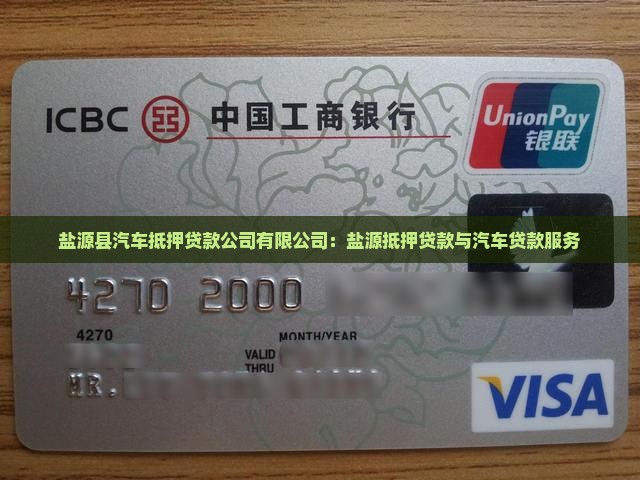 ICBC 中国工商银行
UnionPay
银联
盐源县汽车抵押贷款公司有限公司：盐源抵押贷款与汽车贷款服务
4270 2000
4270
MONTH/YEAR
VALID
THRU
MR.
VISA